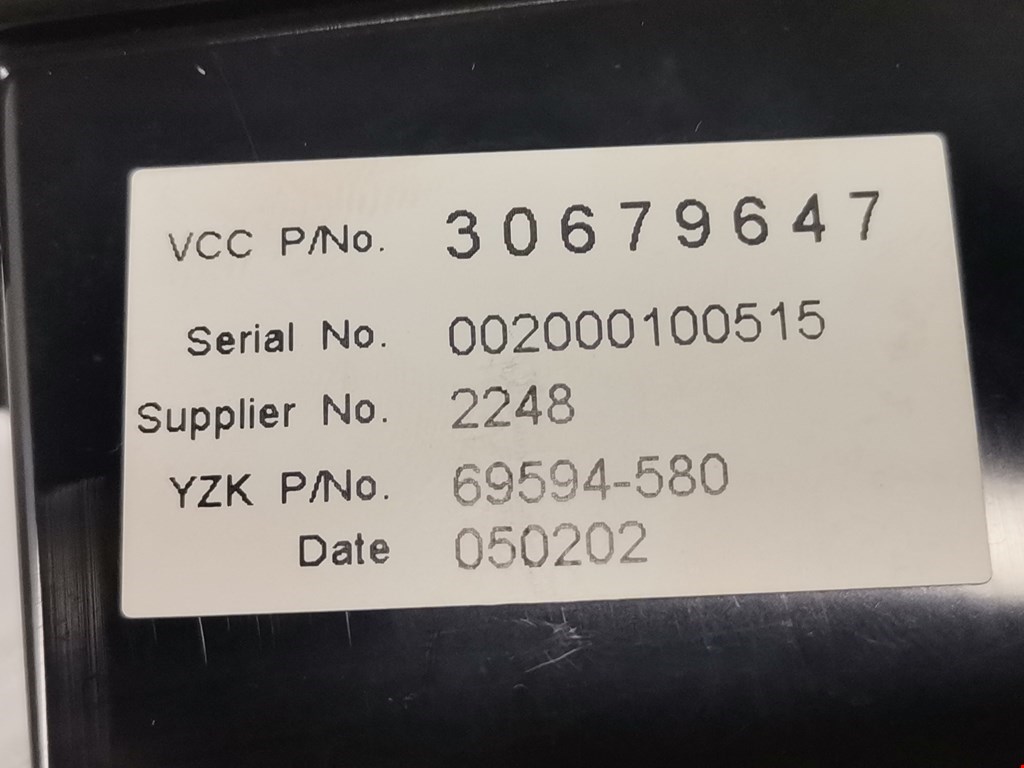 VCC P/No. 30679647
Serial No. 002000100515
Supplier No. 2248
YZK P/No. 69594-580
Date 050202